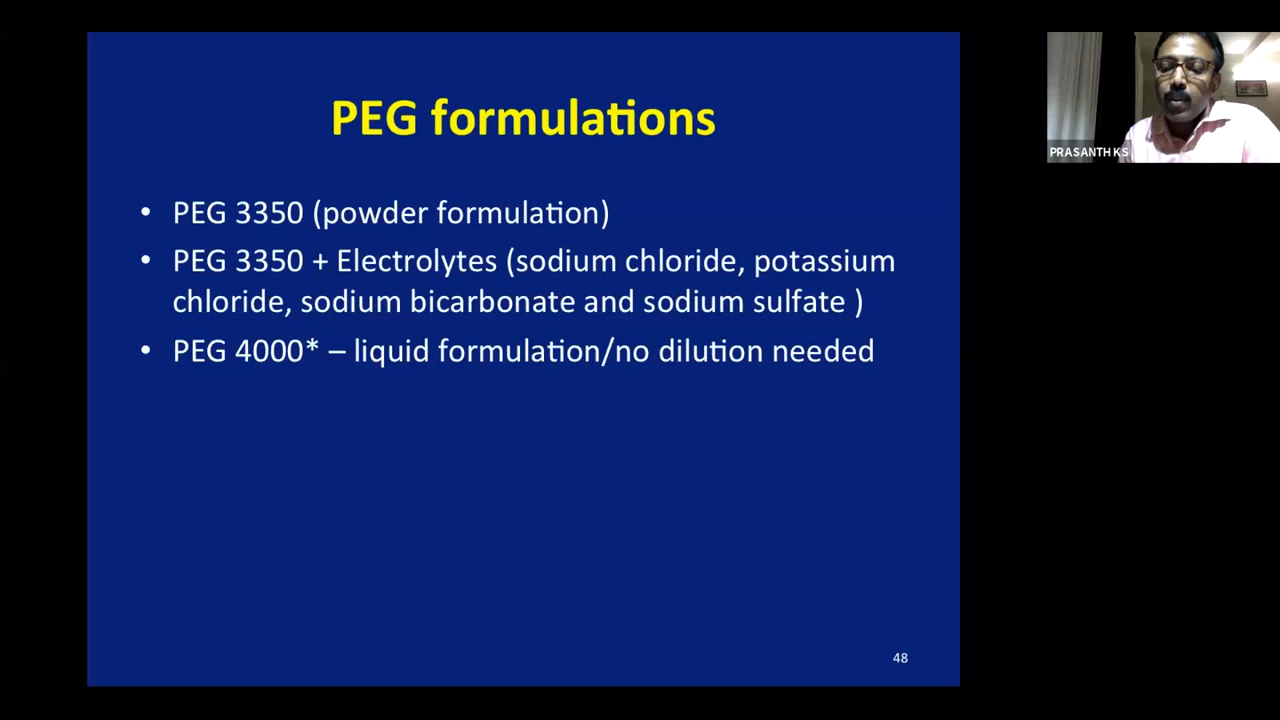 PEG formulations
• PEG 3350 (powder formulation)
• PEG 3350 + Electrolytes (sodium chloride, potassium
chloride, sodium bicarbonate and sodium sulfate )
• PEG 4000* – liquid formulation/no dilution needed
48
PRASANTH KS